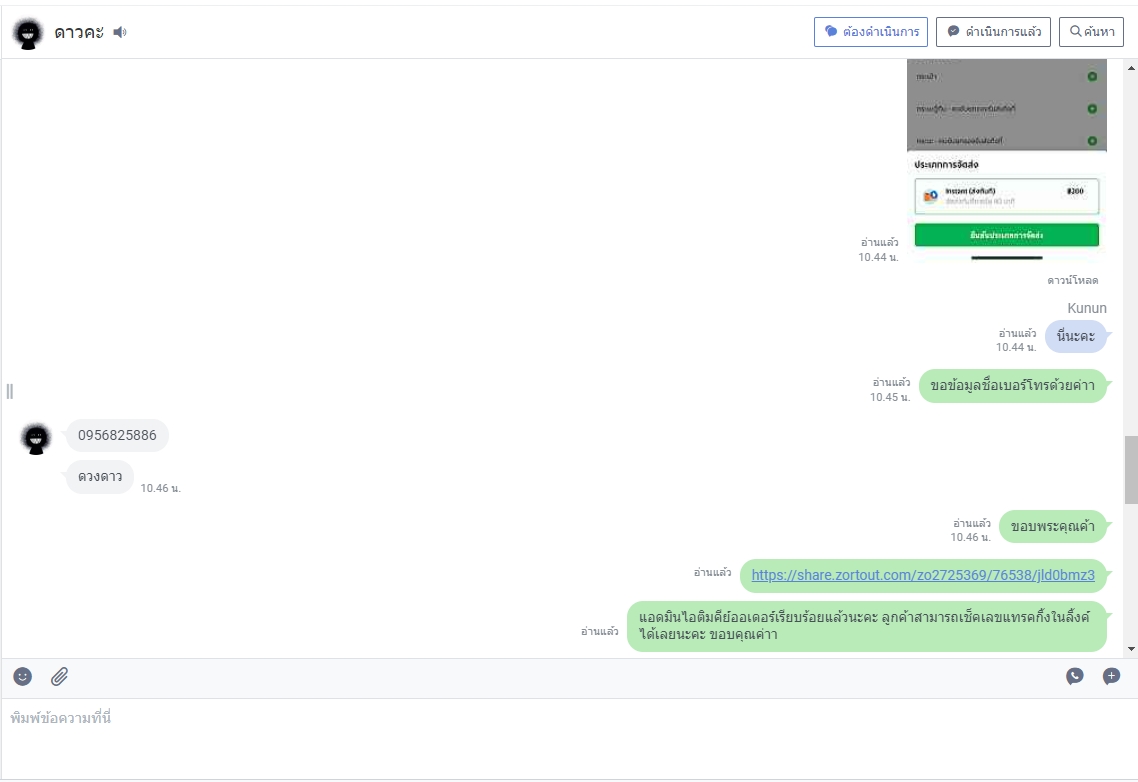 ดาวคะ
ต้องดำเนินการ
ดำเนินการแล้ว
ค้นหา
กระเป๋า
ประเภทการจัดส่ง
Instant (ส่งทันที)
฿200
ยืนยันประเภทการจัดส่ง
อ่านแล้ว
10.44 น.
ดาวน์โหลด
Kunun
อ่านแล้ว
10.44 น.
นี่นะคะ
อ่านแล้ว
10.45 น.
ขอข้อมูลชื่อเบอร์โทรด้วยค่าา
0956825886
ดวงดาว
10.46 น.
อ่านแล้ว
10.46 น.
ขอบพระคุณค้า
อ่านแล้ว
https://share.zortout.com/zo2725369/76538/jld0bmz3
อ่านแล้ว
แอดมินไอติมคีย์ออเดอร์เรียบร้อยแล้วนะคะ ลูกค้าสามารถเช็คเลขแทรคกิ้งในลิ้งค์
ได้เลยนะคะ ขอบคุณค่าา
พิมพ์ข้อความที่นี่